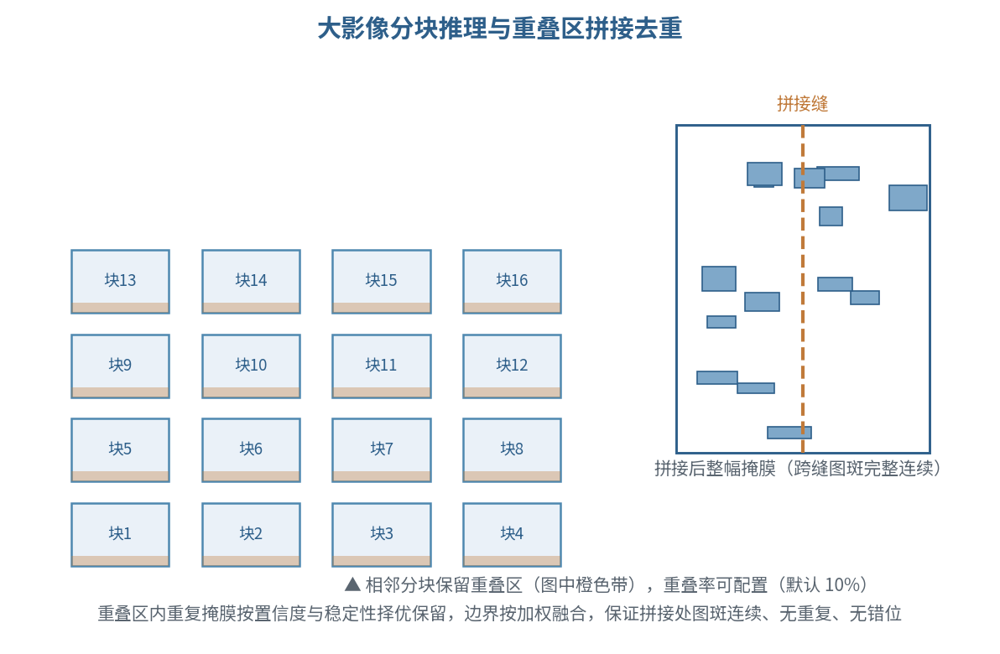 大影像分块推理与重叠区拼接去重
拼接缝
块13
块14
块15
块16
块9
块10
块11
块12
块5
块6
块7
块8
拼接后整幅掩膜（跨缝图斑完整连续）
块1
块2
块3
块4
▲ 相邻分块保留重叠区（图中橙色带），重叠率可配置（默认 10%）
重叠区内重复掩膜按置信度与稳定性择优保留，边界按加权融合，保证拼接处图斑连续、无重复、无错位